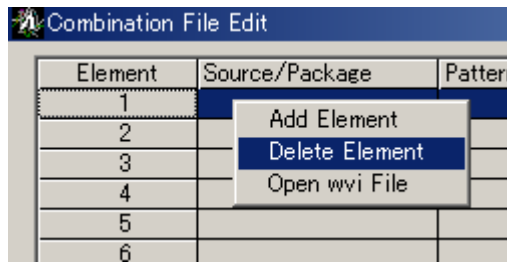 Combination File Edit
Element Source/Package Patter
1
Add Element
2
Delete Element
3
Open wvi File
4
5
6